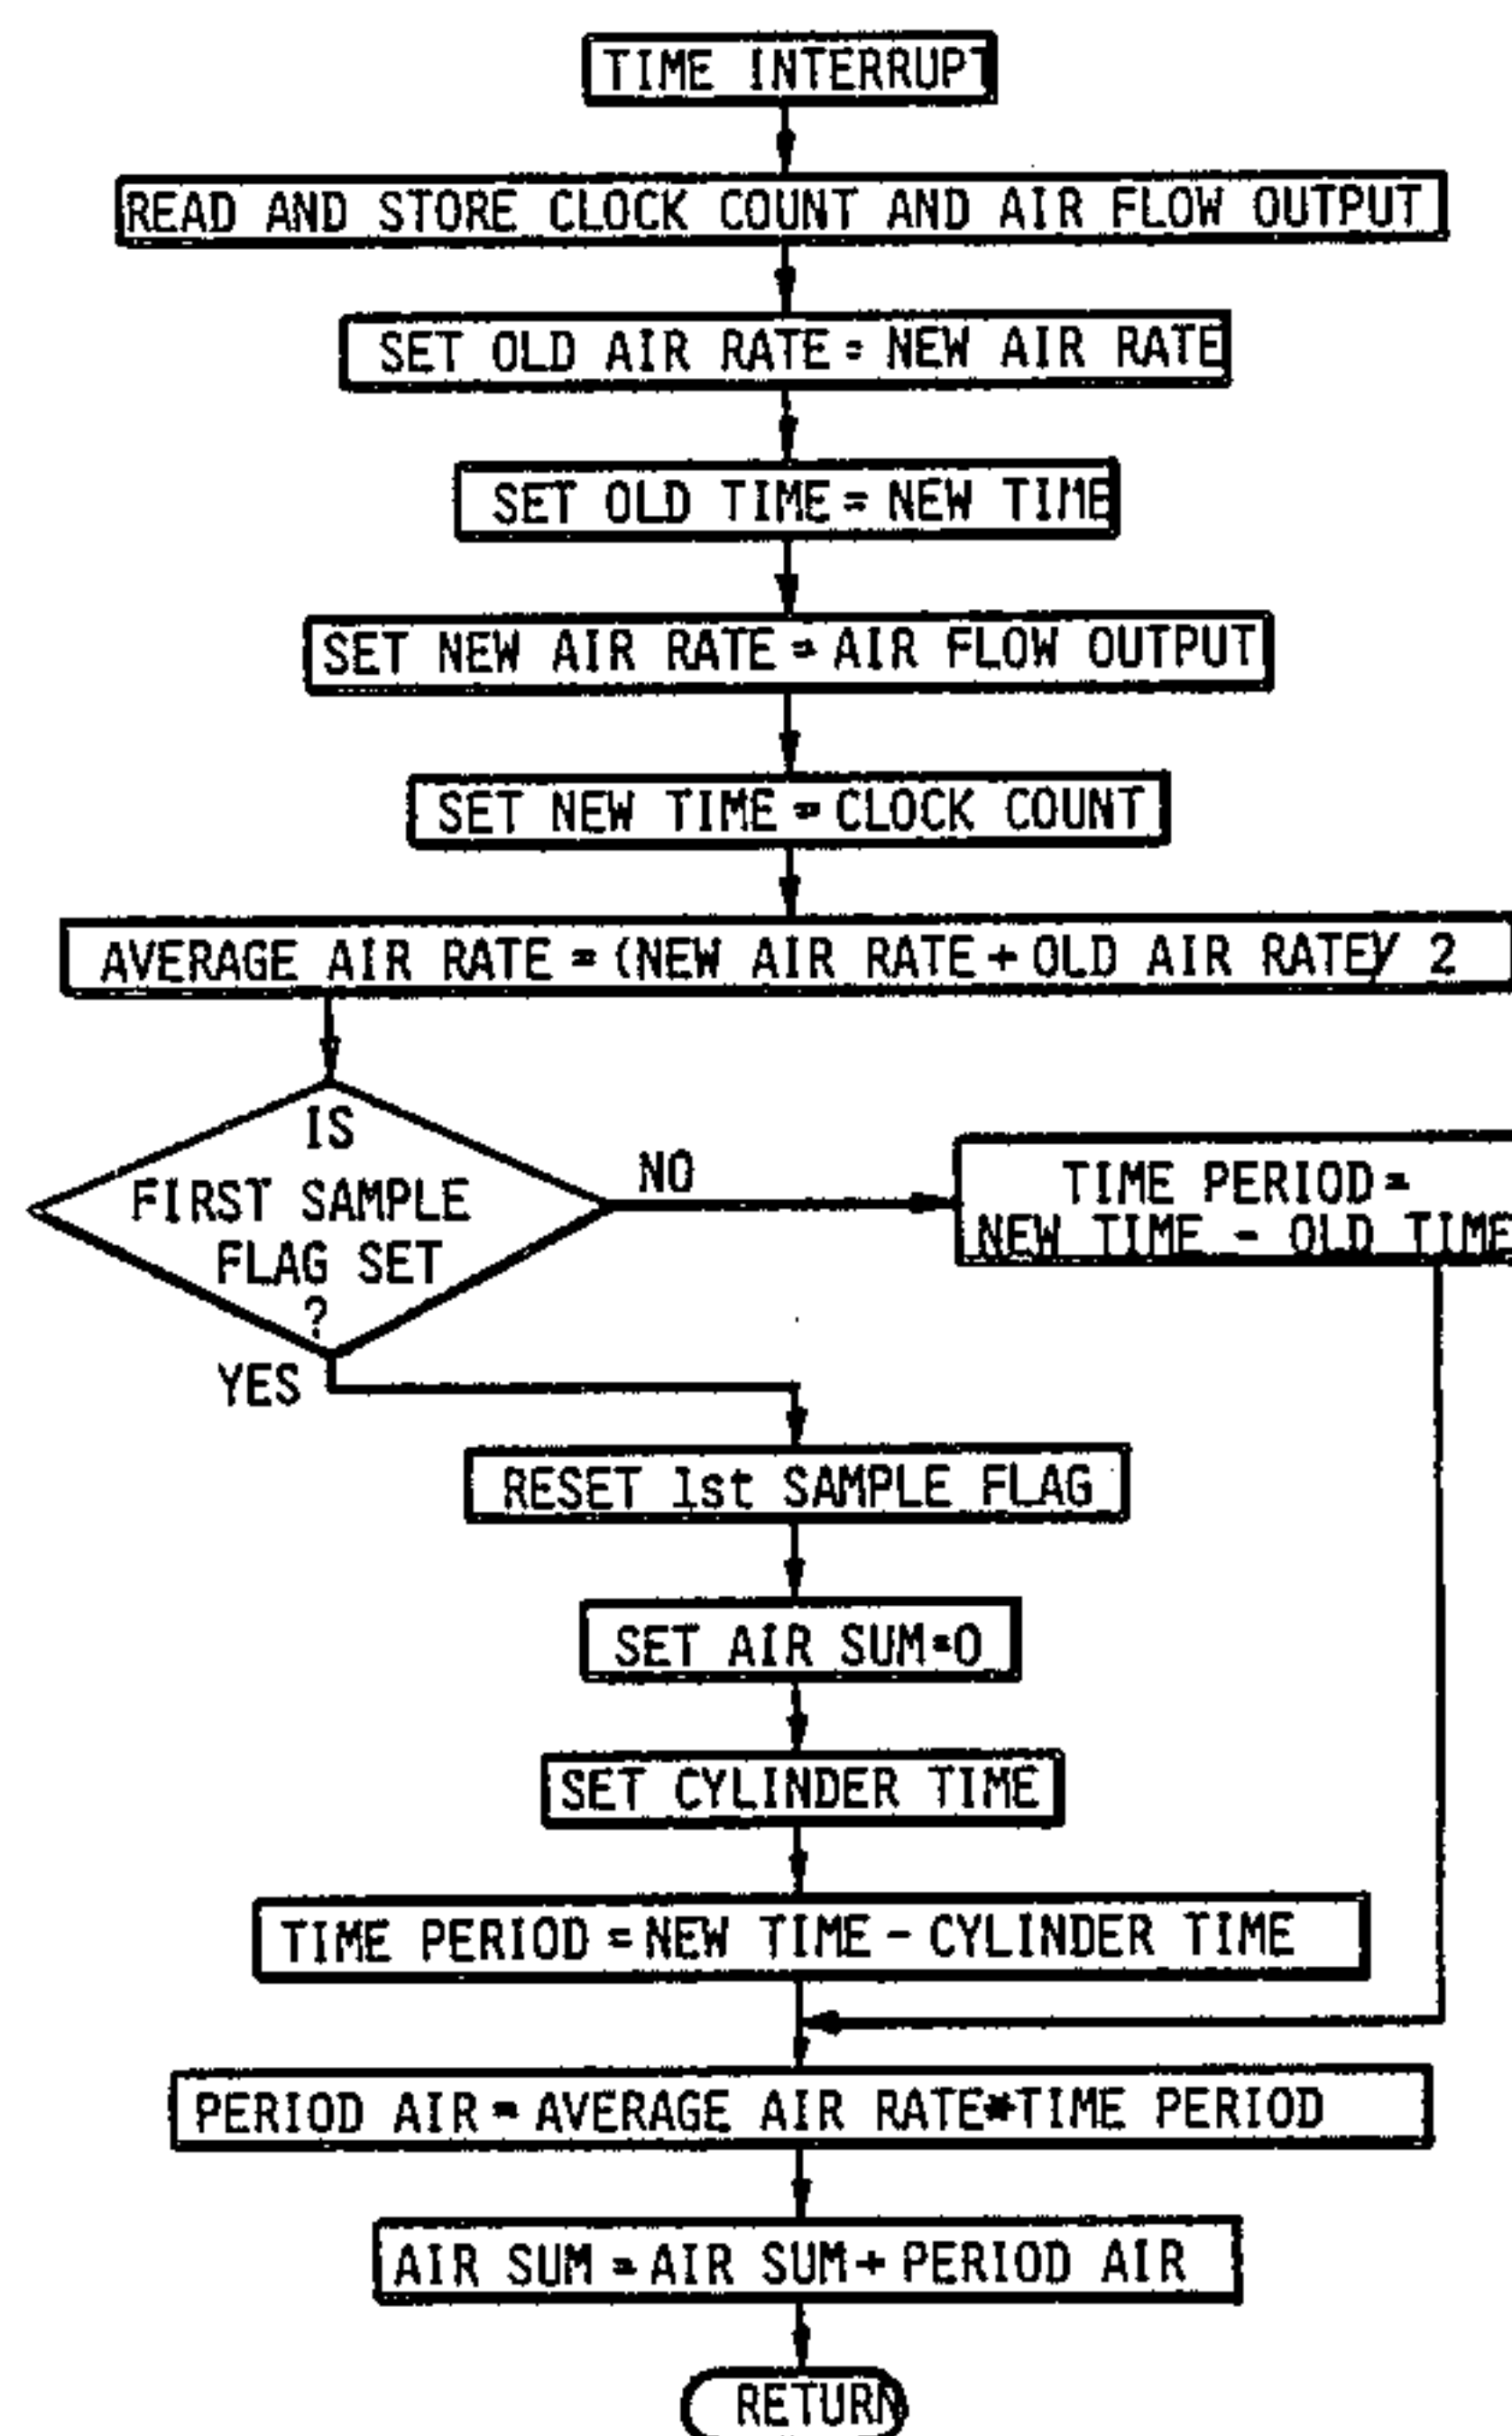 TIME INTERRUPT
READ AND STORE CLOCK COUNT AND AIR FLOW OUTPUT
SET OLD AIR RATE = NEW AIR RATE
SET OLD TIME = NEW TIME
SET NEW AIR RATE = AIR FLOW OUTPUT
SET NEW TIME = CLOCK COUNT
AVERAGE AIR RATE = (NEW AIR RATE + OLD AIR RATE)/ 2
IS
FIRST SAMPLE
FLAG SET
?
NO
TIME PERIOD =
NEW TIME - OLD TIME
YES
RESET 1st SAMPLE FLAG
SET AIR SUM=0
SET CYLINDER TIME
TIME PERIOD = NEW TIME - CYLINDER TIME
PERIOD AIR = AVERAGE AIR RATE*TIME PERIOD
AIR SUM = AIR SUM + PERIOD AIR
RETURN